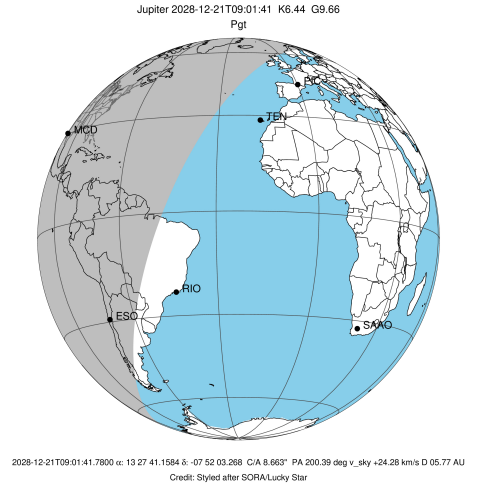 Jupiter 2028-12-21T09:01:41 K6.44 G9.66
Pgt
PIC
TEN
MCD
RIO
ESO
SAAO
2028-12-21T09:01:41.7800 α: 13 27 41.1584 δ: -07 52 03.268 C/A 8.663" PA 200.39 deg v_sky +24.28 km/s D 05.77 AU
Credit: Styled after SORA/Lucky Star